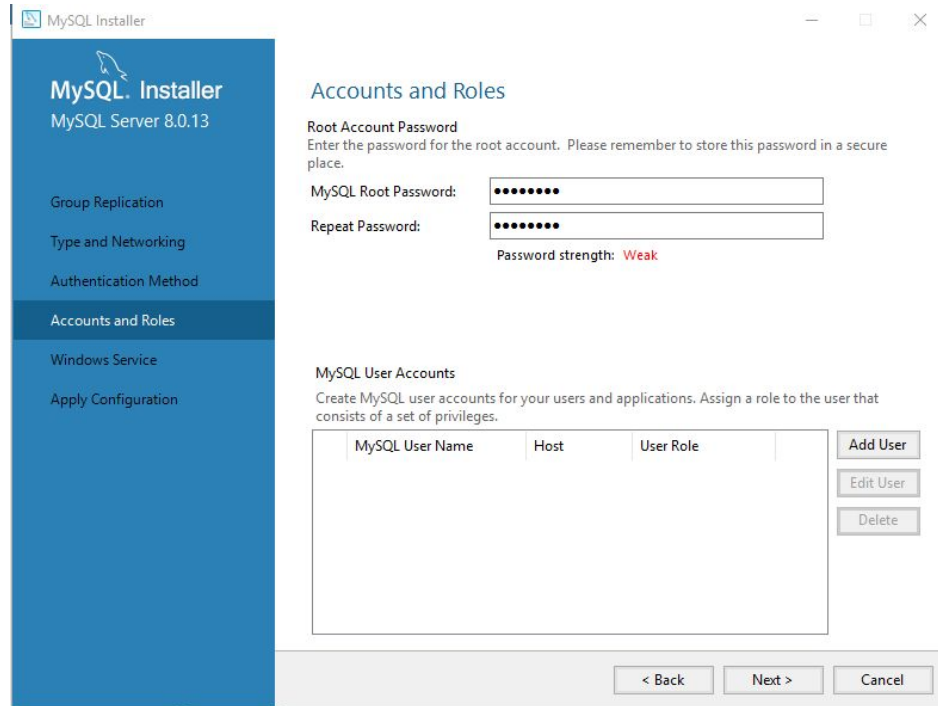 MySQL Installer
MySQL. Installer
MySQL Server 8.0.13
Group Replication
Type and Networking
Authentication Method
Accounts and Roles
Windows Service
Apply Configuration
Accounts and Roles
Root Account Password
Enter the password for the root account. Please remember to store this password in a secure
place.
MySQL Root Password: ●●●●●●●●
Repeat Password: ●●●●●●●●
Password strength: Weak
MySQL User Accounts
Create MySQL user accounts for your users and applications. Assign a role to the user that
consists of a set of privileges.
MySQL User Name Host User Role
Add User
Edit User
Delete
< Back Next > Cancel